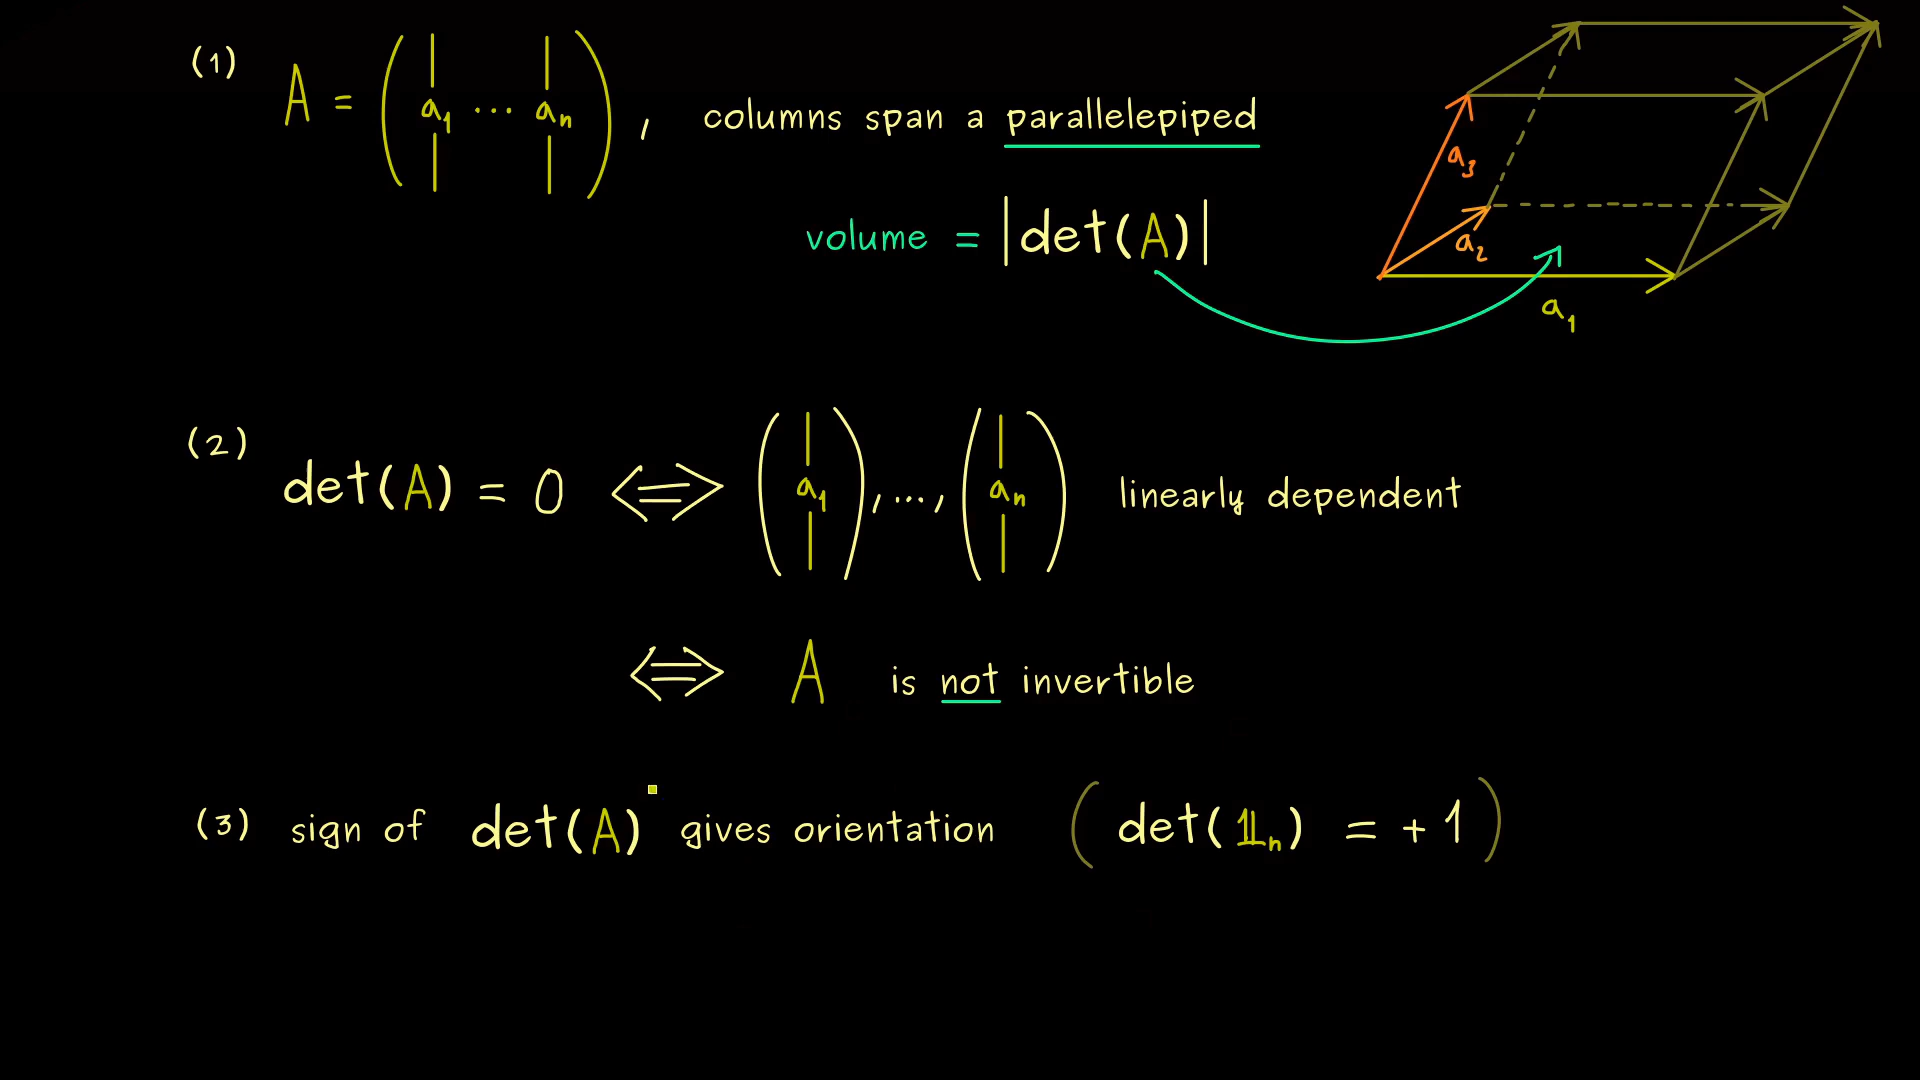 (1) A = ( a₁ ⋯ aₙ ) , columns span a parallelepiped
volume = |det(A)|
a₃
a₂
a₁
(2) det(A) = 0 ⟺ ( a₁ ) , ... , ( aₙ ) linearly dependent
⟺ A is not invertible
(3) sign of det(A) gives orientation ( det(𝟙ₙ) = +1 )